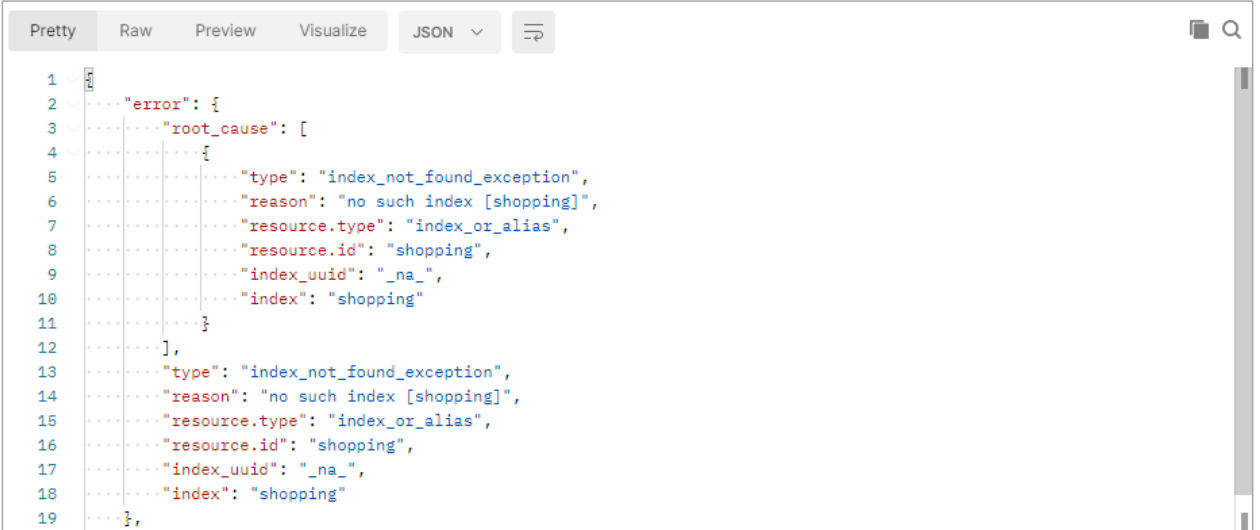 Pretty Raw Preview Visualize JSON
1 {
2 "error": {
3 "root_cause": [
4 {
5 "type": "index_not_found_exception",
6 "reason": "no such index [shopping]",
7 "resource.type": "index_or_alias",
8 "resource.id": "shopping",
9 "index_uuid": "_na_",
10 "index": "shopping"
11 }
12 ],
13 "type": "index_not_found_exception",
14 "reason": "no such index [shopping]",
15 "resource.type": "index_or_alias",
16 "resource.id": "shopping",
17 "index_uuid": "_na_",
18 "index": "shopping"
19 },